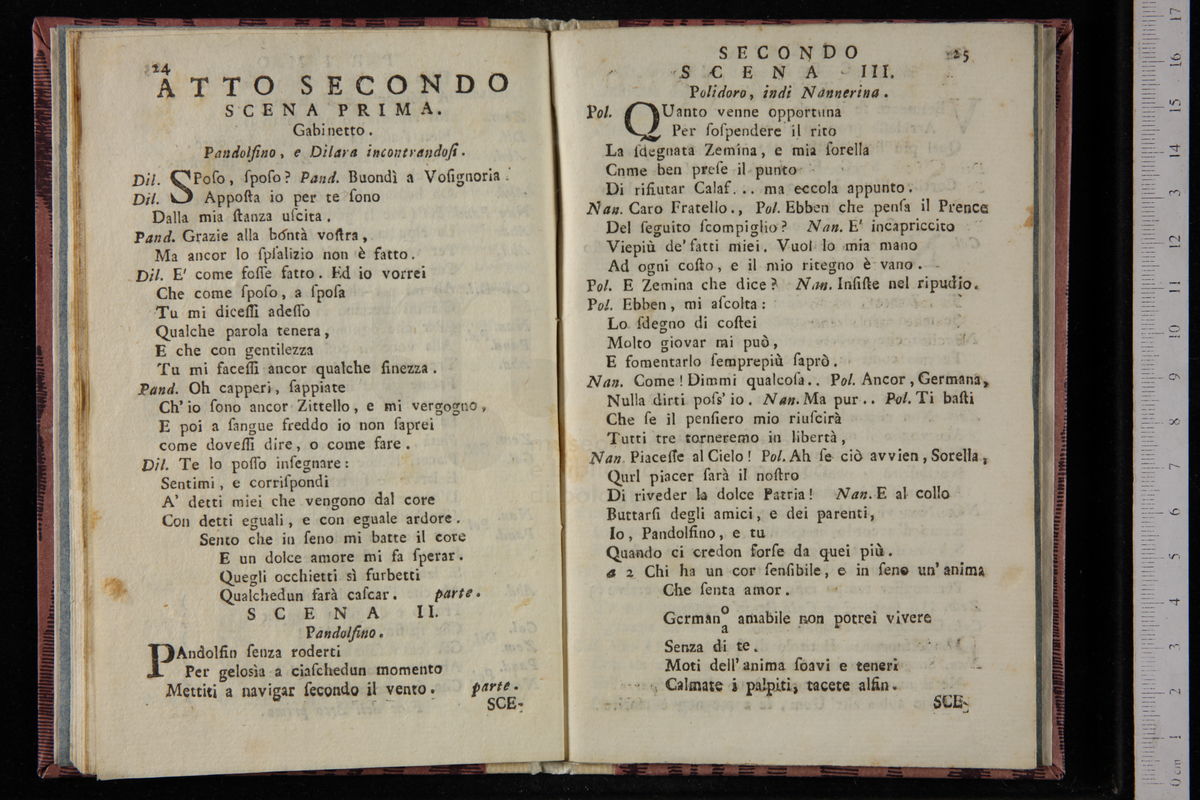 24
ATTO SECONDO
SCENA PRIMA.
Gabinetto.
Pandolfino, e Dilara incontrandoſi.
Dil. SPoſo, ſpoſo? Pand. Buondì a Voſignoria.
Dil. Appoſta io per te ſono
Dalla mia ſtanza uſcita.
Pand. Grazie alla bontà voſtra,
Ma ancor lo ſpſalizio non è fatto.
Dil. E' come foſſe fatto. Ed io vorrei
Che come ſpoſo, a ſpoſa
Tu mi diceſſi adeſſo
Qualche parola tenera,
E che con gentilezza
Tu mi faceſſi ancor qualche finezza.
Pand. Oh capperi, ſappiate
Ch' io ſono ancor Zittello, e mi vergogno,
E poi a ſangue freddo io non ſaprei
come doveſſi dire, o come fare.
Dil. Te lo poſſo inſegnare:
Sentimi, e corriſpondi
A' detti miei che vengono dal core
Con detti eguali, e con eguale ardore.
Sento che in ſeno mi batte il core
E un dolce amore mi fa ſperar.
Quegli occhietti sì furbetti
Qualchedun farà caſcar. parte.
SCENA II.
Pandolfino.
PAndolfin ſenza roderti
Per gelosìa a ciaſchedun momento
Mettiti a navigar ſecondo il vento. parte.
SCE-
SECONDO 25
SCENA III.
Polidoro, indi Nannerina.
Pol. QUanto venne opportuna
Per ſoſpendere il rito
La ſdegnata Zemina, e mia ſorella
Cnme ben preſe il punto
Di rifiutar Calaf... ma eccola appunto.
Nan. Caro Fratello., Pol. Ebben che penſa il Prence
Del ſeguito ſcompiglio? Nan. E' incapriccito
Viepiù de' fatti miei. Vuol lo mia mano
Ad ogni coſto, e il mio ritegno è vano.
Pol. E Zemina che dice? Nan. Inſiſte nel ripudio.
Pol. Ebben, mi aſcolta:
Lo ſdegno di coſtei
Molto giovar mi può,
E fomentarlo ſemprepiù ſaprò.
Nan. Come! Dimmi qualcoſa.. Pol. Ancor, Germana,
Nulla dirti poſs' io. Nan. Ma pur.. Pol. Ti baſti
Che ſe il penſiero mio riuſcirà
Tutti tre torneremo in libertà,
Nan. Piaceſſe al Cielo! Pol. Ah ſe ciò avvien, Sorella,
Qurl piacer ſarà il noſtro
Di riveder la dolce Patria! Nan. E al collo
Buttarſi degli amici, e dei parenti,
Io, Pandolfino, e tu
Quando ci credon forſe da quei più.
a 2 Chi ha un cor ſenſibile, e in ſeno un' anima
Che ſenta amor.
German o a amabile non potrei vivere
Senza di te.
Moti dell' anima ſoavi e teneri
Calmate i palpiti, tacete alfin.
SCE-